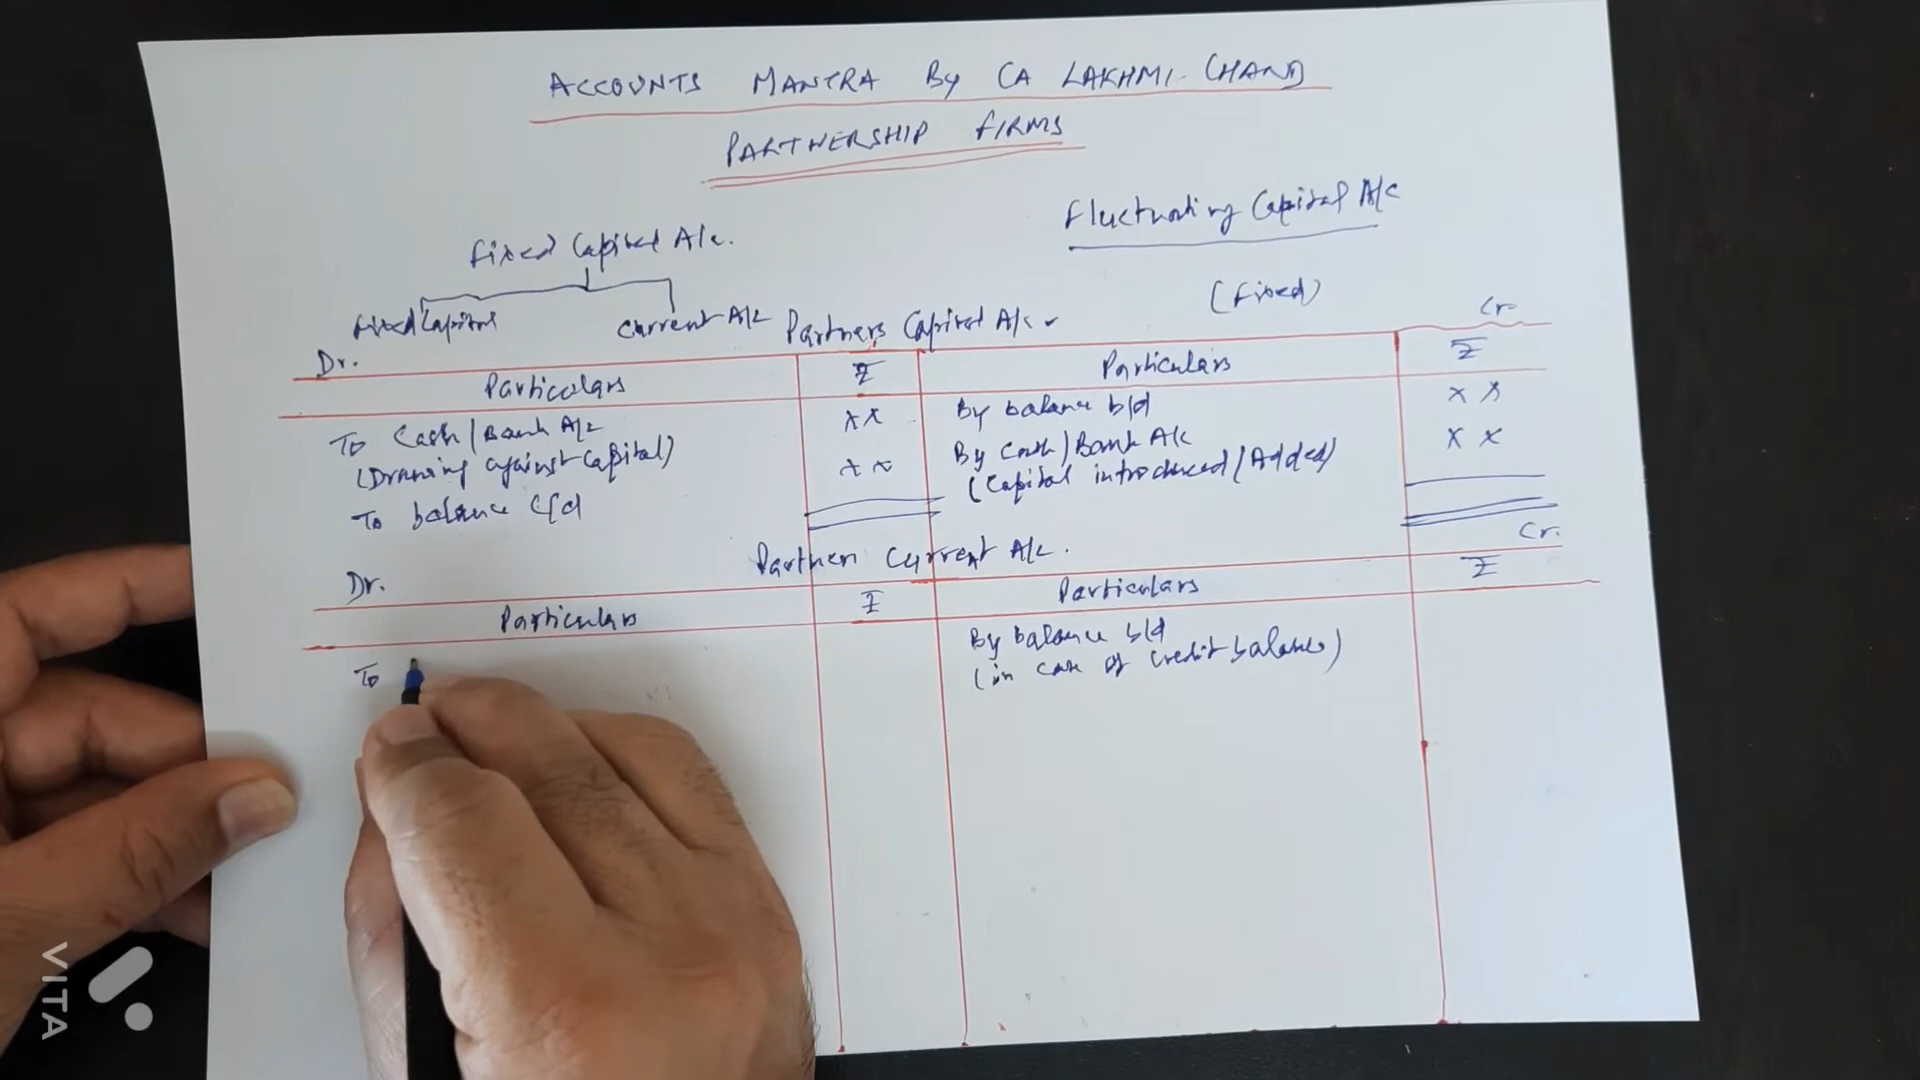 ACCOUNTS MANTRA By CA LAKHMI CHAND
PARTNERSHIP FIRMS
Fluctuating Capital A/c
Fixed Capital A/c.
(Fixed)
Fixed Capital
Current A/c
Partners Capital A/c
Dr.
Cr.
Particulars ₹ Particulars ₹
To Cash/Bank A/c xx By balance b/d xx
(Drawing against Capital) By Cash/Bank A/c xx
To balance c/d xx (Capital introduced/Added)
Partners Current A/c.
Dr.
Cr.
Particulars ₹ Particulars ₹
To By balance b/d
(in case of Credit balance)
VITA